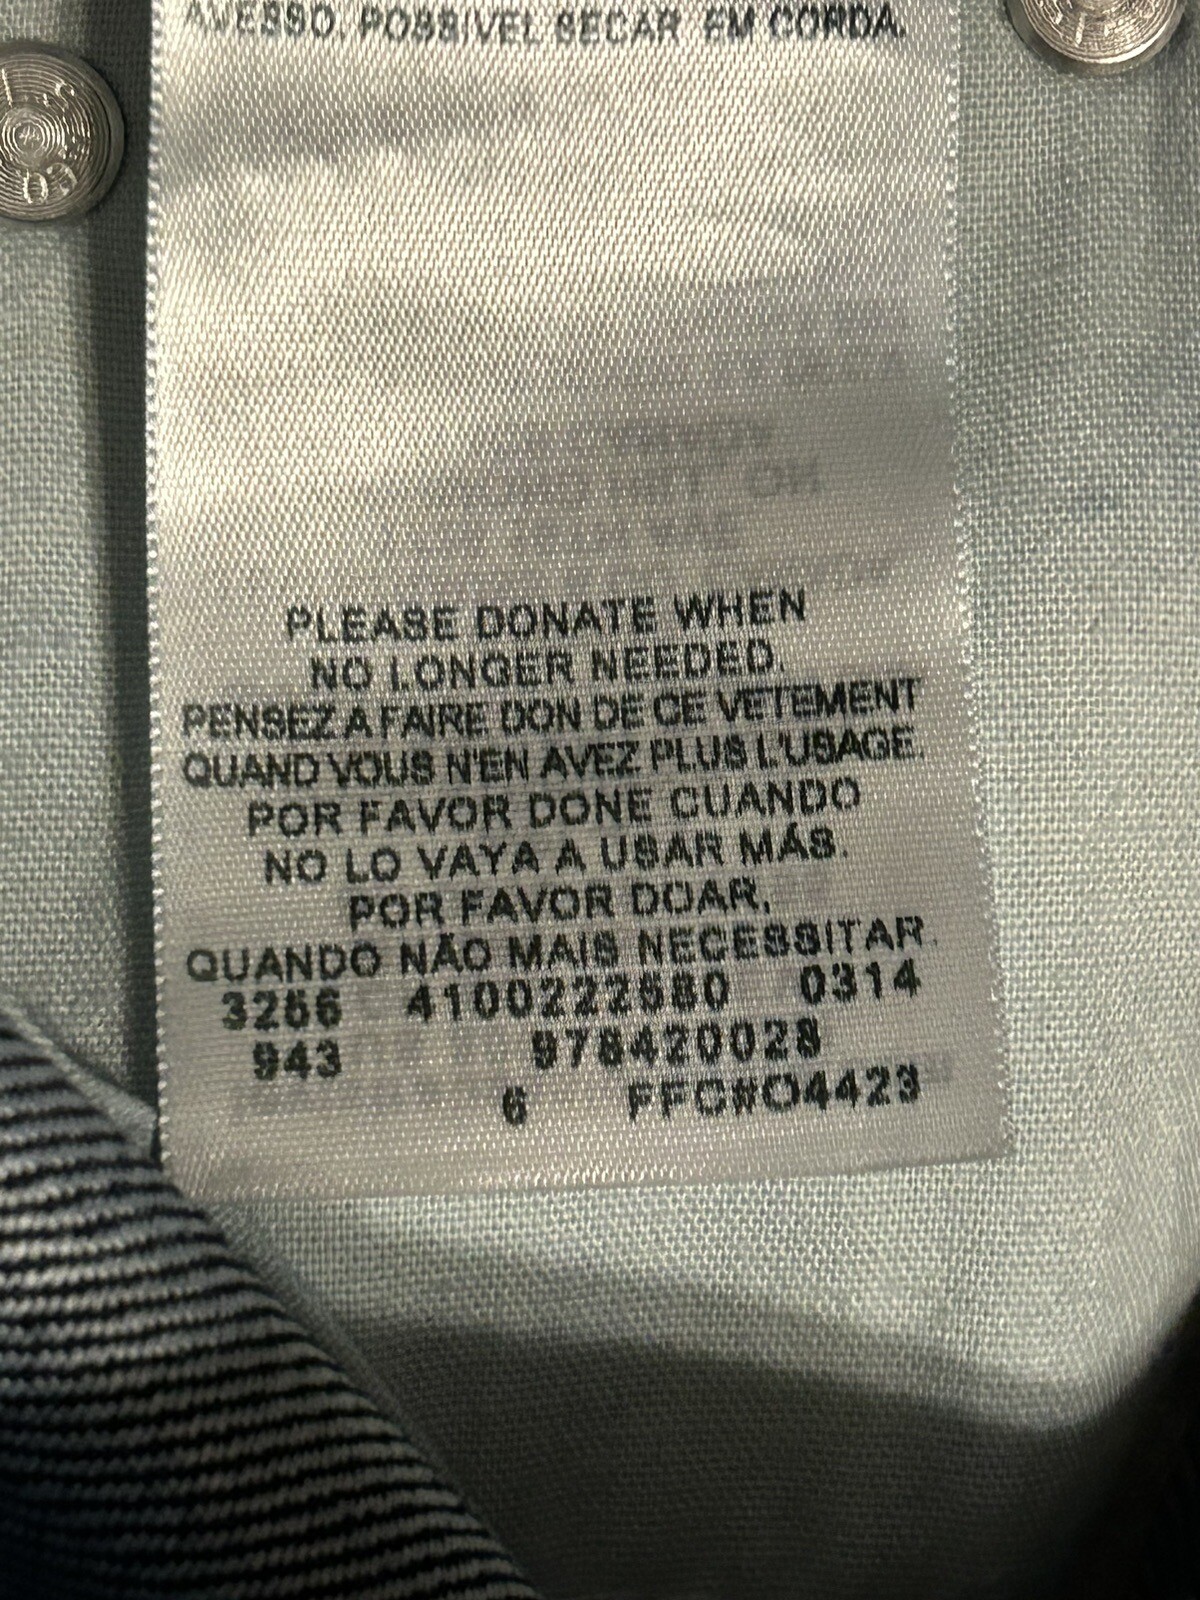 AVESSO. POSSÍVEL SECAR EM CORDA.
PLEASE DONATE WHEN
NO LONGER NEEDED.
PENSEZ A FAIRE DON DE CE VETEMENT
QUAND VOUS N'EN AVEZ PLUS L'USAGE.
POR FAVOR DONE CUANDO
NO LO VAYA A USAR MÁS.
POR FAVOR DOAR,
QUANDO NÃO MAIS NECESSITAR.
3256 4100222580 0314
943 978420028
6 FFC#O4423